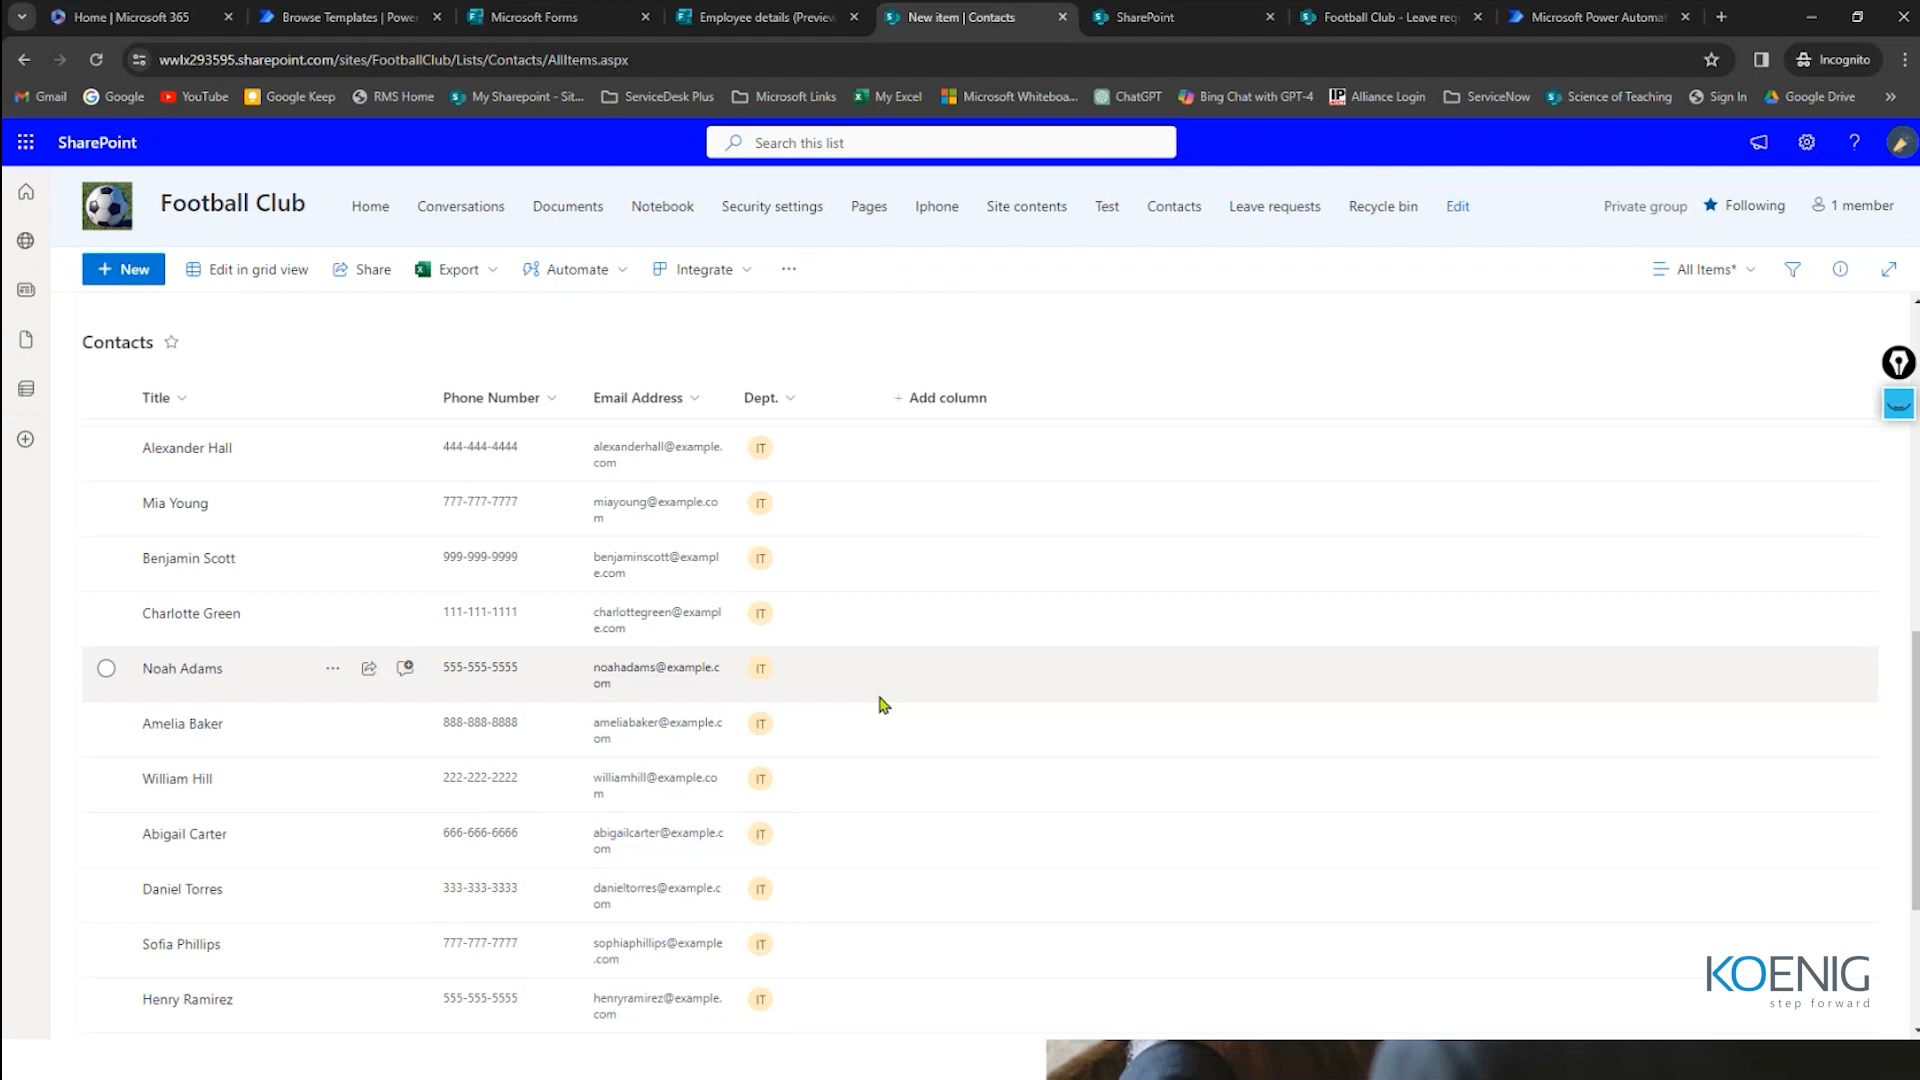 Home | Microsoft 365
Browse Templates | Power
Microsoft Forms
Employee details (Preview
New item | Contacts
SharePoint
Football Club - Leave req
Microsoft Power Automat
wwlx293595.sharepoint.com/sites/FootballClub/Lists/Contacts/AllItems.aspx
Incognito
Gmail
Google
YouTube
Google Keep
RMS Home
My Sharepoint - Sit...
ServiceDesk Plus
Microsoft Links
My Excel
Microsoft Whiteboa...
ChatGPT
Bing Chat with GPT-4
Alliance Login
ServiceNow
Science of Teaching
Sign In
Google Drive
SharePoint
Search this list
Football Club
Home
Conversations
Documents
Notebook
Security settings
Pages
Iphone
Site contents
Test
Contacts
Leave requests
Recycle bin
Edit
Private group
Following
1 member
+ New
Edit in grid view
Share
Export
Automate
Integrate
...
All Items*
Contacts
Title
Phone Number
Email Address
Dept.
+ Add column
Alexander Hall
444-444-4444
alexanderhall@example.
com
IT
Mia Young
777-777-7777
miayoung@example.co
m
IT
Benjamin Scott
999-999-9999
benjaminscott@exampl
e.com
IT
Charlotte Green
111-111-1111
charlottegreen@exampl
e.com
IT
Noah Adams
555-555-5555
noahadams@example.c
om
IT
Amelia Baker
888-888-8888
ameliabaker@example.c
om
IT
William Hill
222-222-2222
williamhill@example.co
m
IT
Abigail Carter
666-666-6666
abigailcarter@example.c
om
IT
Daniel Torres
333-333-3333
danieltorres@example.c
om
IT
Sofia Phillips
777-777-7777
sophiaphillips@example
.com
IT
Henry Ramirez
555-555-5555
henryramirez@example.
com
IT
KOENIG
step forward